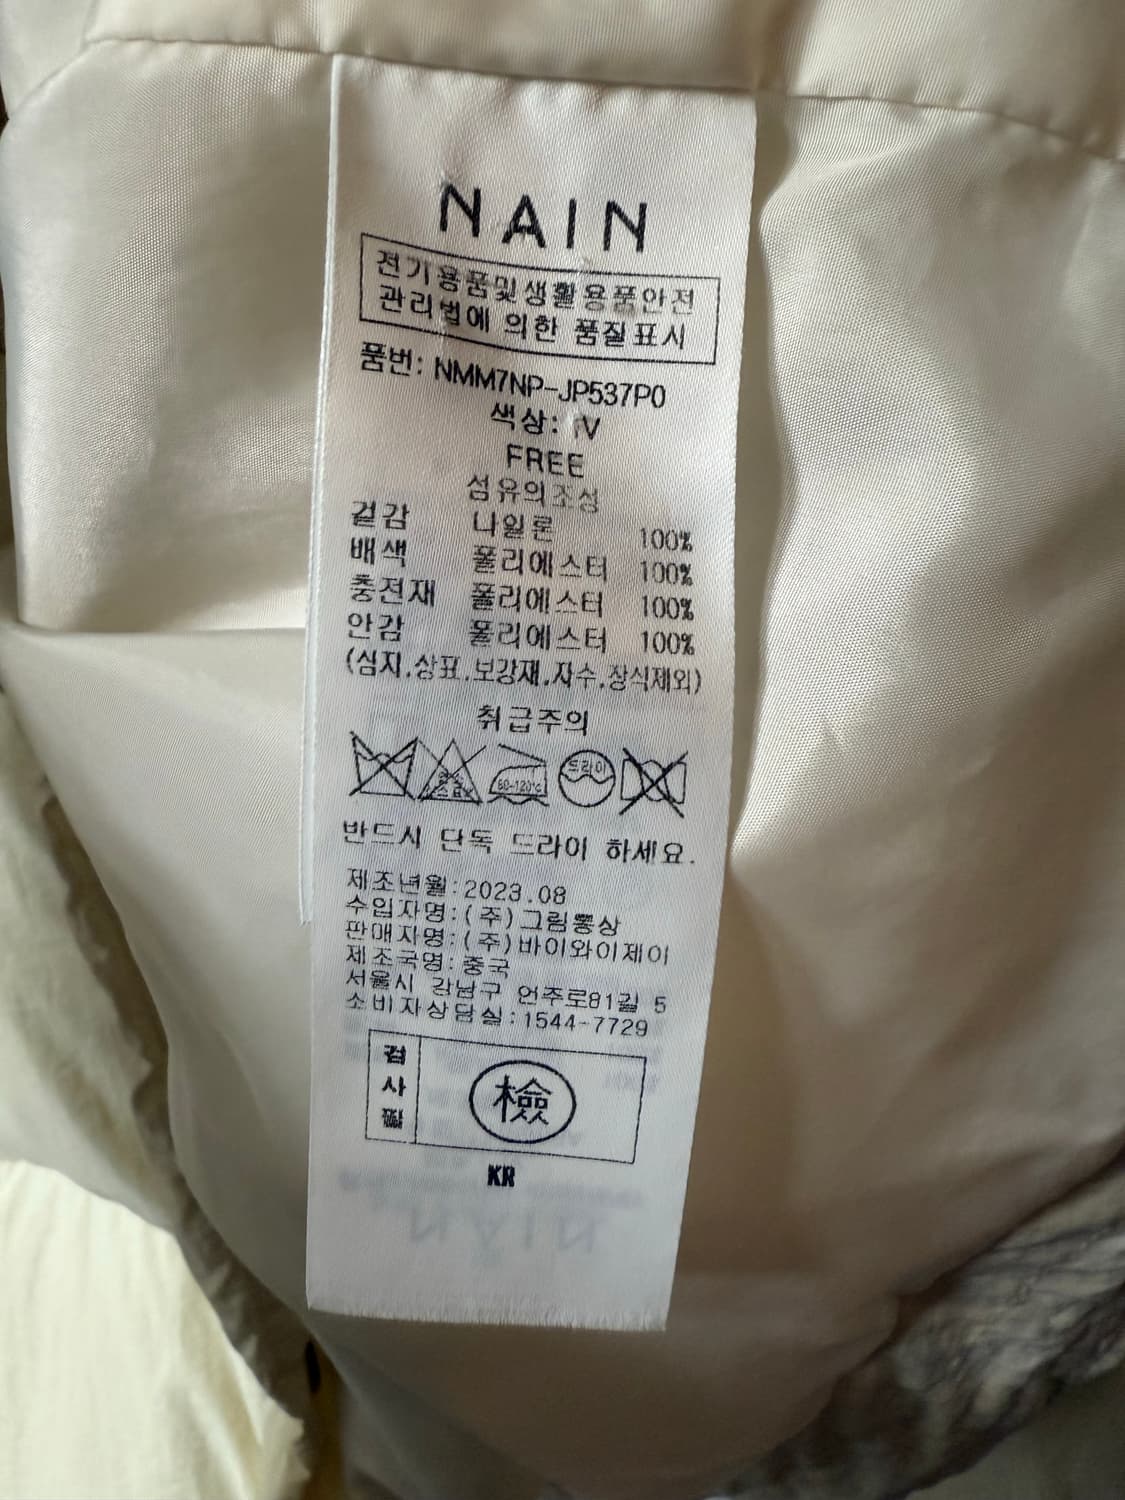 NAIN
전기용품및생활용품안전
관리법에 의한 품질표시
품번: NMM7NP-JP537P0
색상: IV
FREE
섬유의조성
겉감 나일론 100%
배색 폴리에스터 100%
충전재 폴리에스터 100%
안감 폴리에스터 100%
(심지.상표.보강재.자수.장식제외)
취급주의
60-120℃
드라이
반드시 단독 드라이 하세요.
제조년월:2023.08
수입자명:(주)그림통상
판매자명:(주)바이와이제이
제조국명:중국
서울시 강남구 언주로81길 5
소비자상담실:1544-7729
검사필
檢
KR